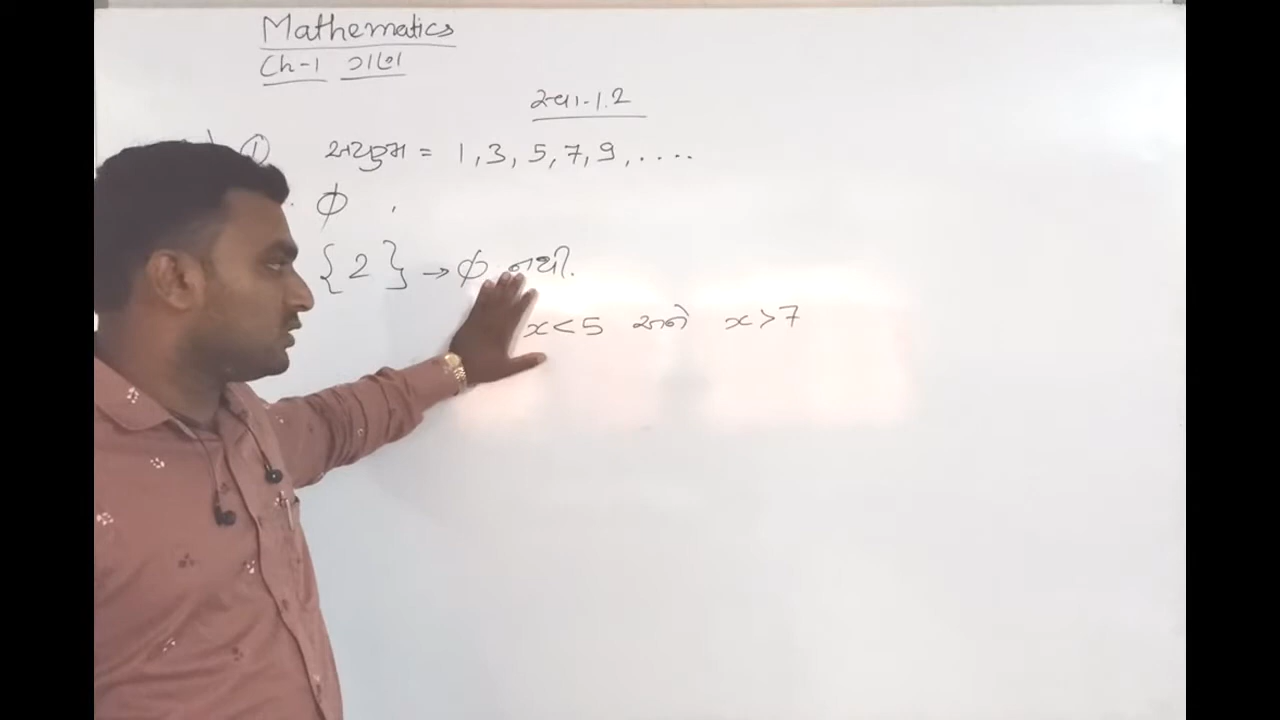 Mathematics
Ch-1 ગણ
સ્વા-1.2
① અયુગ્મ = 1, 3, 5, 7, 9, ....
. ϕ ,
{2} → ϕ નથી.
x < 5 અને x > 7